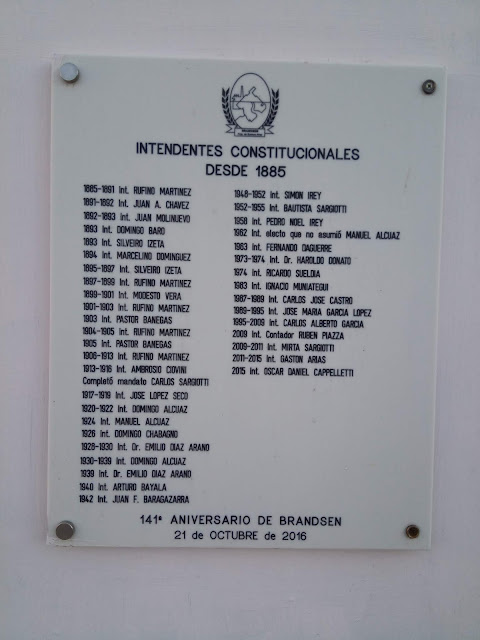 BRANDSEN
INTENDENTES CONSTITUCIONALES
DESDE 1885
1885-1891 Int. RUFINO MARTINEZ
1891-1892 Int. JUAN A. CHAVEZ
1892-1893 Int. JUAN MOLINUEVO
1893 Int. DOMINGO BARO
1893 Int. SILVEIRO IZETA
1894 Int. MARCELINO DOMINGUEZ
1895-1897 Int. SILVEIRO IZETA
1897-1899 Int. RUFINO MARTINEZ
1899-1901 Int. MODESTO VERA
1901-1903 Int. RUFINO MARTINEZ
1903 Int. PASTOR BANEGAS
1904-1905 Int. RUFINO MARTINEZ
1905 Int. PASTOR BANEGAS
1906-1913 Int. RUFINO MARTINEZ
1913-1916 Int. AMBROSIO CIOVINI
Completó mandato CARLOS SARGIOTTI
1917-1919 Int. JOSE LOPEZ SECO
1920-1922 Int. DOMINGO ALCUAZ
1924 Int. MANUEL ALCUAZ
1926 Int. DOMINGO CHABAGNO
1928-1930 Int. Dr. EMILIO DIAZ ARANO
1930-1939 Int. DOMINGO ALCUAZ
1939 Int. Dr. EMILIO DIAZ ARANO
1940 Int. ARTURO BAYALA
1942 Int. JUAN F. BARAGAZARRA
1948-1952 Int. SIMON IREY
1952-1955 Int. BAUTISTA SARGIOTTI
1958 Int. PEDRO NOEL IREY
1962 Int. electo que no asumió MANUEL ALCUAZ
1963 Int. FERNANDO DAGUERRE
1973-1974 Int. Dr. HAROLDO DONATO
1974 Int. RICARDO SUELDIA
1983 Int. IGNACIO MUNIATEGUI
1987-1989 Int. CARLOS JOSE CASTRO
1989-1995 Int. JOSE MARIA GARCIA LOPEZ
1995-2009 Int. CARLOS ALBERTO GARCIA
2009 Int. Contador RUBEN PIAZZA
2009-2011 Int. MIRTA SARGIOTTI
2011-2015 Int. GASTON ARIAS
2015 Int. OSCAR DANIEL CAPPELLETTI
141º ANIVERSARIO DE BRANDSEN
21 de OCTUBRE de 2016